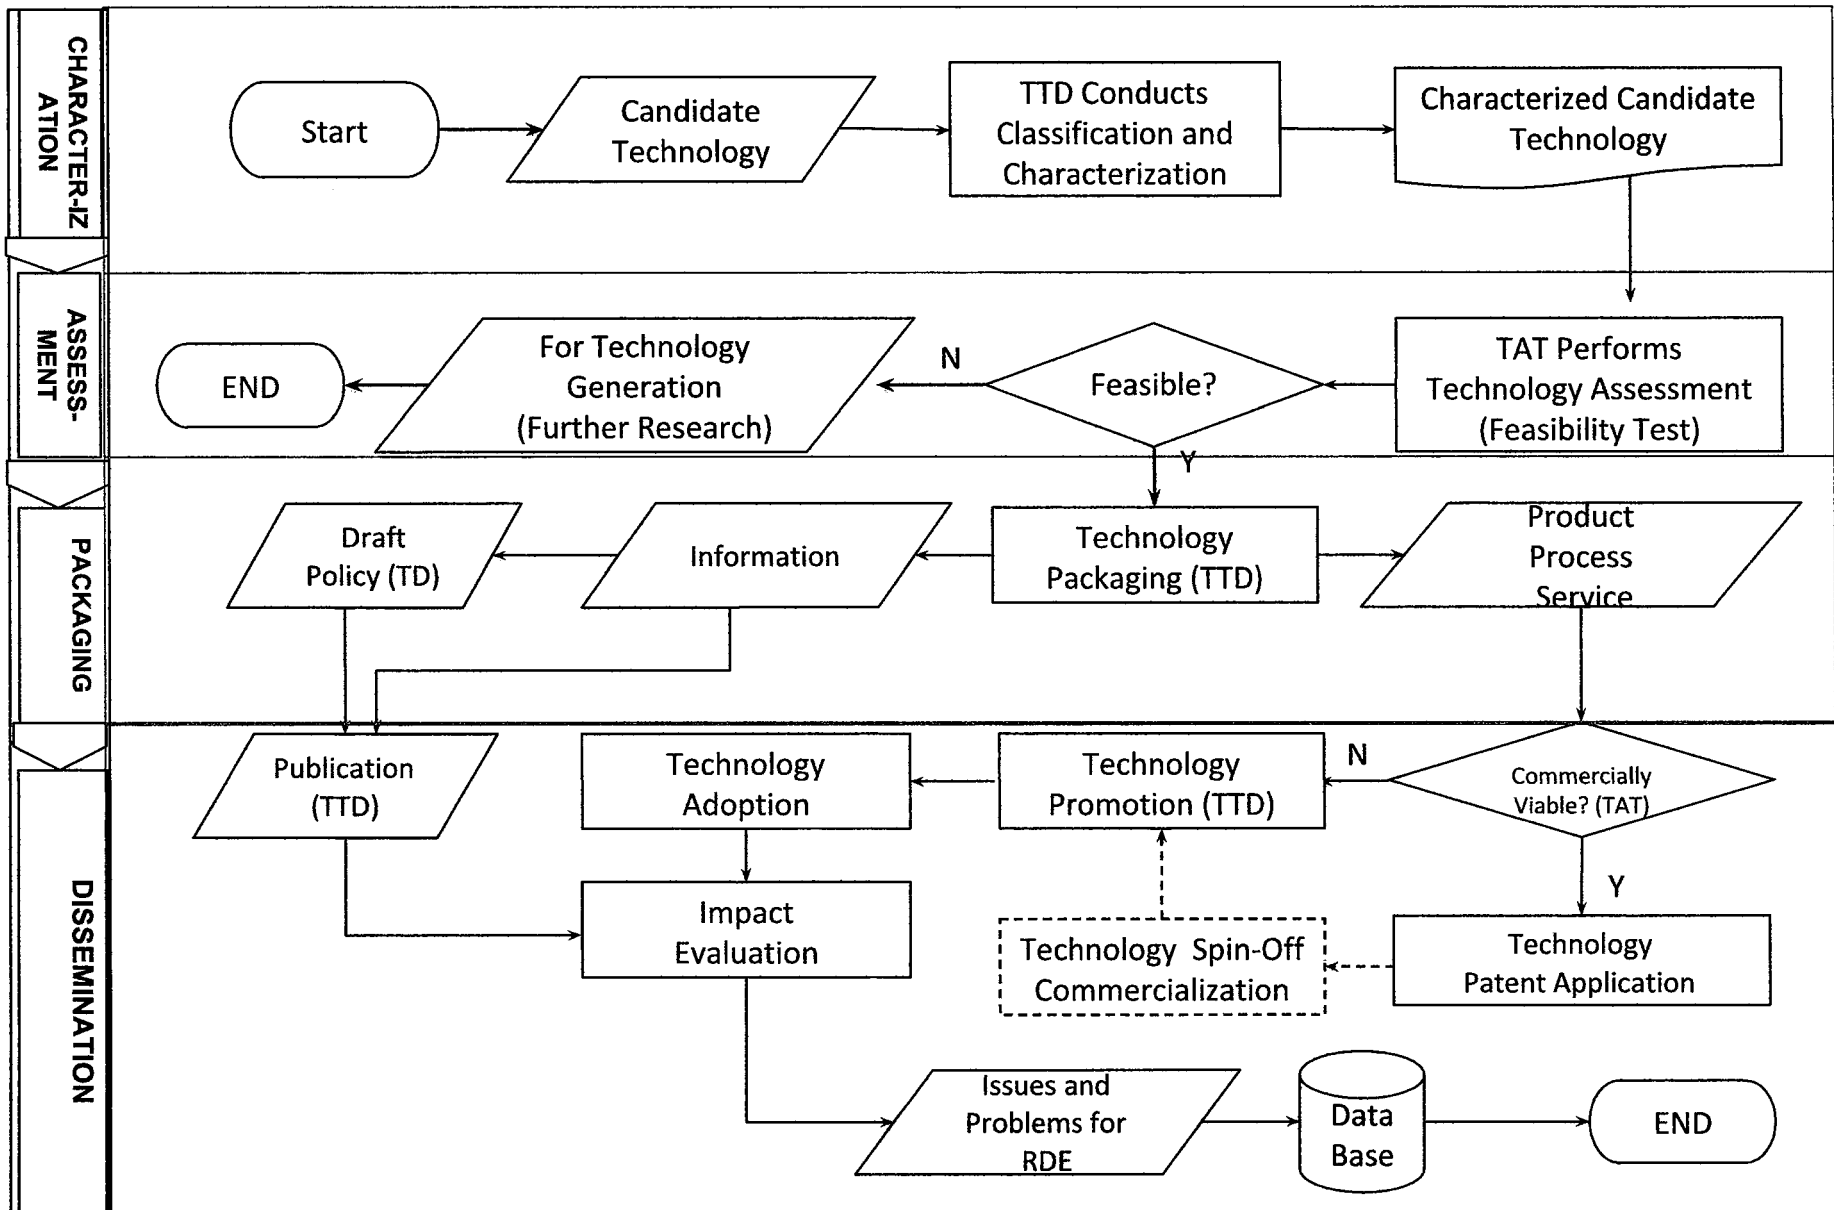 CHARACTER-IZ
ATION
Start
Candidate
Technology
TTD Conducts
Classification and
Characterization
Characterized Candidate
Technology
ASSESS-
MENT
END
For Technology
Generation
(Further Research)
N
Feasible?
TAT Performs
Technology Assessment
(Feasibility Test)
Y
PACKAGING
Draft
Policy (TD)
Information
Technology
Packaging (TTD)
Product
Process
Service
DISSEMINATION
Publication
(TTD)
Technology
Adoption
Technology
Promotion (TTD)
N
Commercially
Viable? (TAT)
Y
Impact
Evaluation
Technology Spin-Off
Commercialization
Technology
Patent Application
Issues and
Problems for
RDE
Data
Base
END